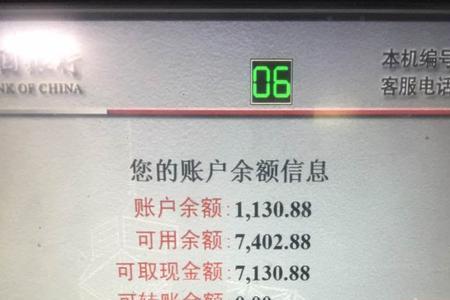 NK OF CHINA
06
本机编号
客服电话
您的账户余额信息
账户余额:1,130.88
可用余额:7,402.88
可取现金额:7,130.88